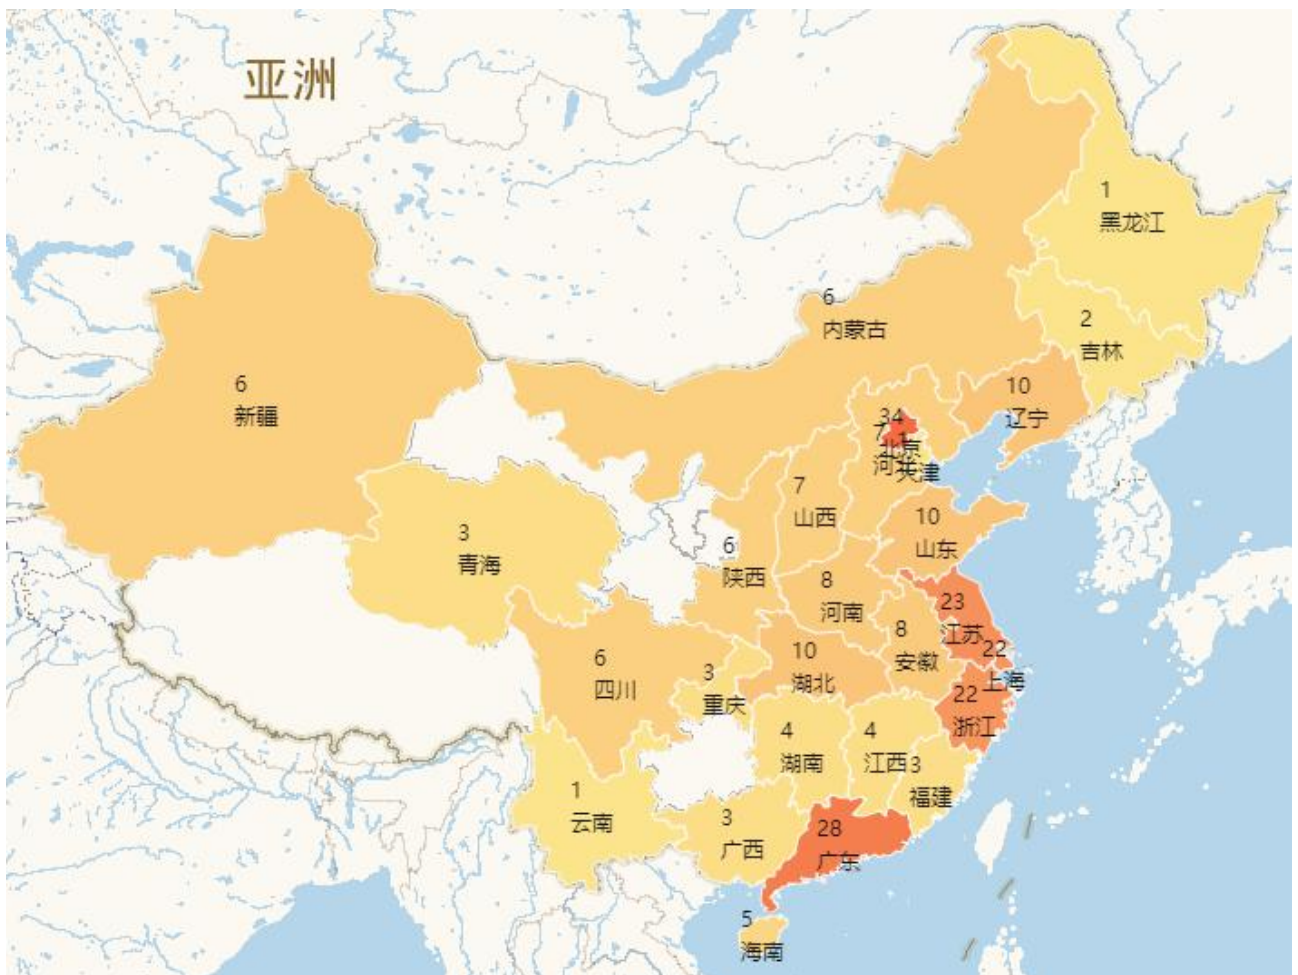 亚洲
1
黑龙江
6
内蒙古
2
吉林
6
新疆
10
辽宁
34
北京
7
河北
1
天津
7
山西
10
山东
3
青海
6
陕西
8
河南
23
江苏
8
安徽
22
上海
6
四川
3
重庆
10
湖北
22
浙江
4
湖南
4
江西
3
福建
1
云南
3
广西
28
广东
5
海南